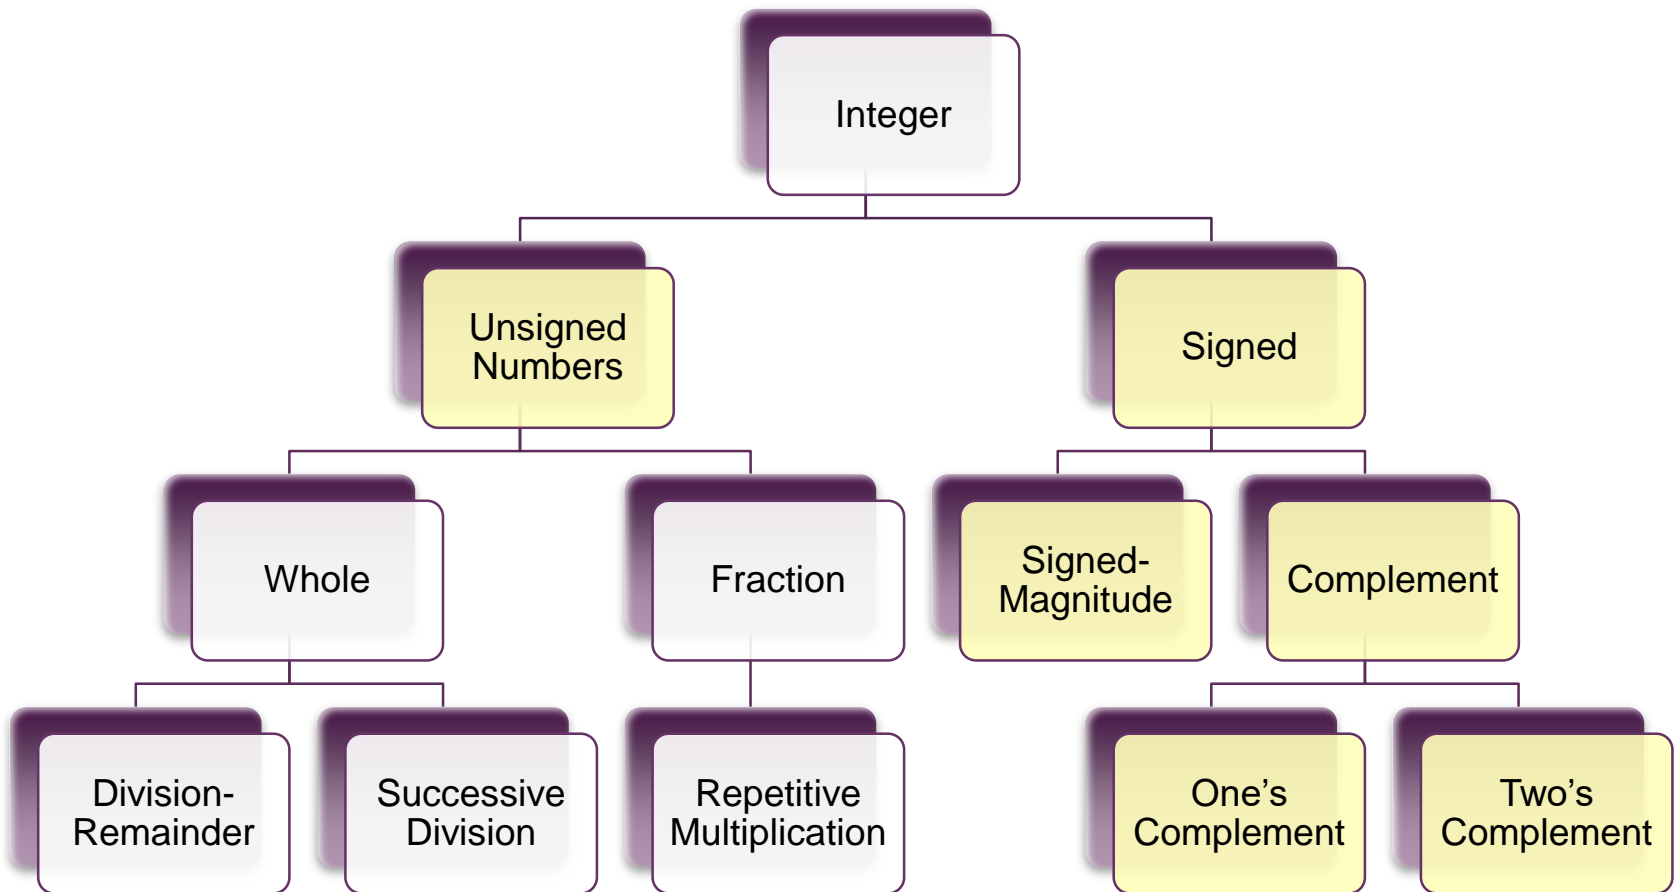 Integer
Unsigned
Numbers
Signed
Whole
Fraction
Signed-
Magnitude
Complement
Division-
Remainder
Successive
Division
Repetitive
Multiplication
One’s
Complement
Two’s
Complement